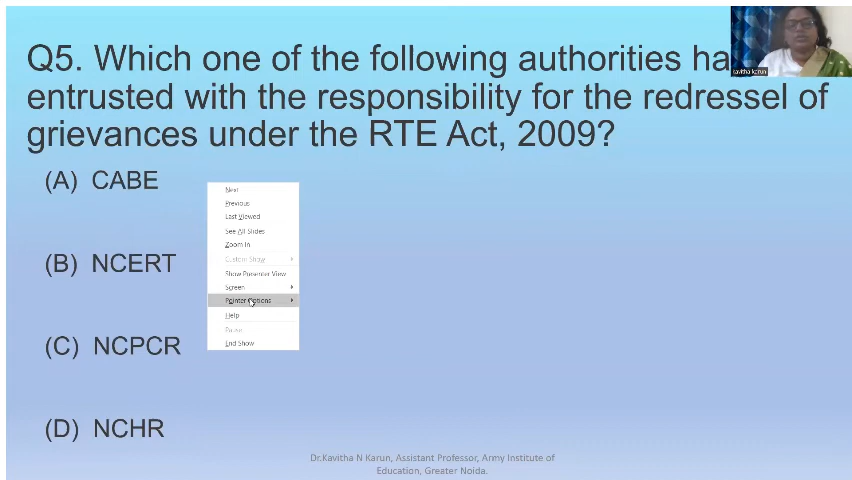 Q5. Which one of the following authorities ha
entrusted with the responsibility for the redressel of
grievances under the RTE Act, 2009?
(A) CABE
(B) NCERT
(C) NCPCR
(D) NCHR
Next
Previous
Last Viewed
See All Slides
Zoom In
Custom Show
Show Presenter View
Screen
Pointer Options
Help
Pause
End Show
kavitha karun
Dr.Kavitha N Karun, Assistant Professor, Army Institute of
Education, Greater Noida.